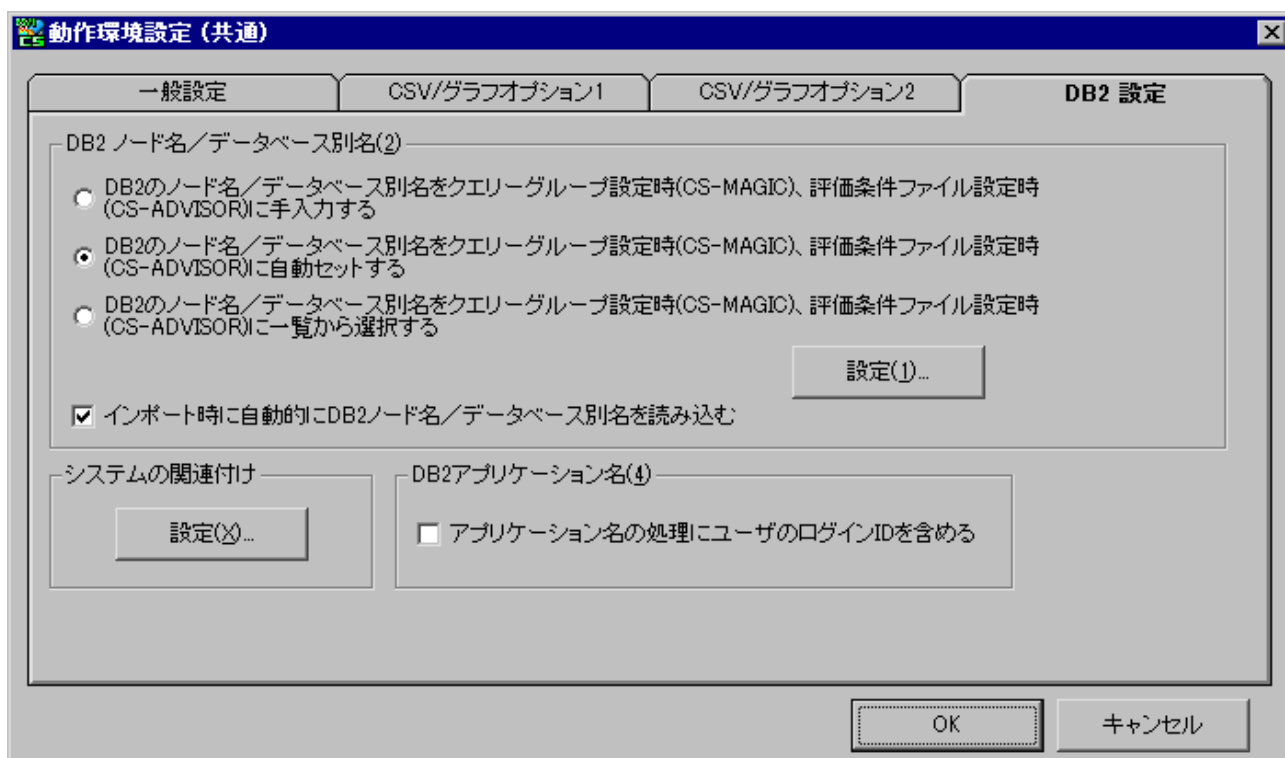 動作環境設定 (共通)
一般設定
CSV/グラフオプション1
CSV/グラフオプション2
DB2 設定
DB2 ノード名／データベース別名(2)
DB2のノード名／データベース別名をクエリーグループ設定時(CS-MAGIC)、評価条件ファイル設定時
(CS-ADVISOR)に手入力する
DB2のノード名／データベース別名をクエリーグループ設定時(CS-MAGIC)、評価条件ファイル設定時
(CS-ADVISOR)に自動セットする
DB2のノード名／データベース別名をクエリーグループ設定時(CS-MAGIC)、評価条件ファイル設定時
(CS-ADVISOR)に一覧から選択する
設定(1)...
インポート時に自動的にDB2ノード名／データベース別名を読み込む
システムの関連付け
設定(X)...
DB2アプリケーション名(4)
アプリケーション名の処理にユーザのログインIDを含める
OK
キャンセル